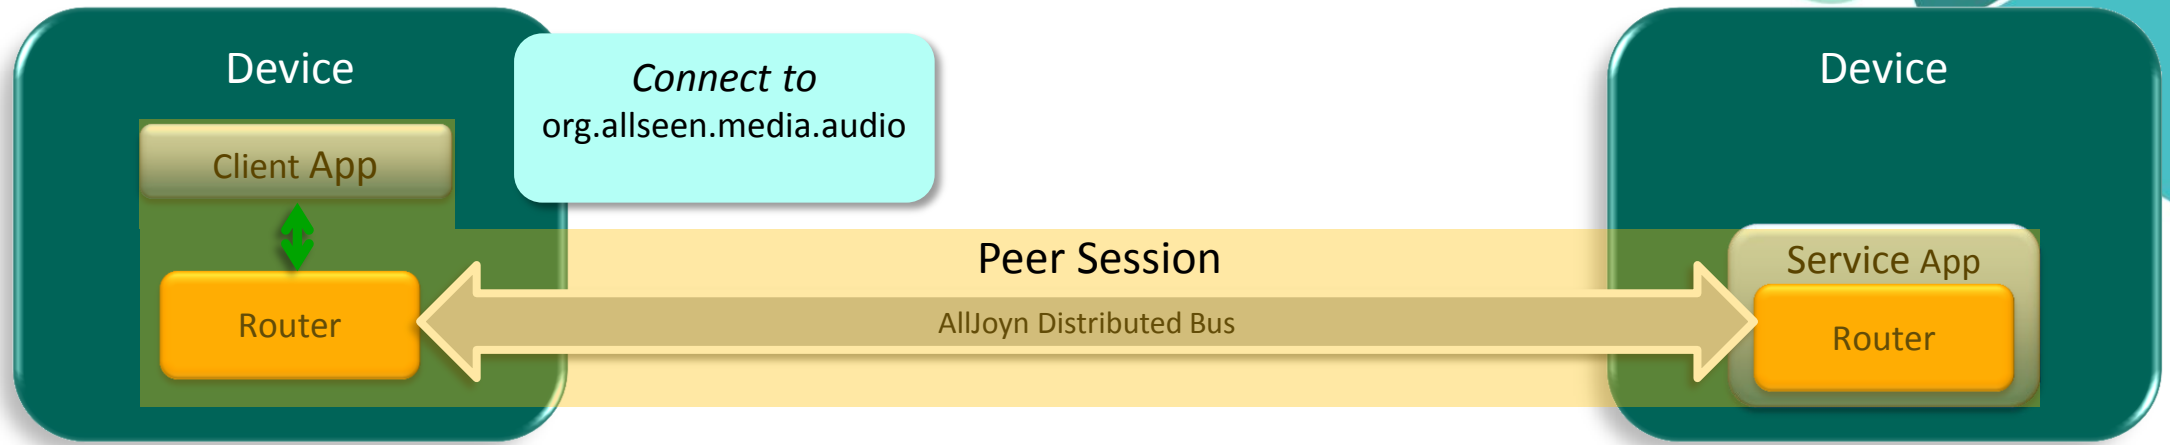 Device
Connect to
org.allseen.media.audio
Device
Client App
Peer Session
Service App
Router
AllJoyn Distributed Bus
Router